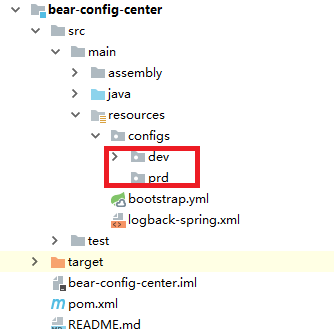 bear-config-center
src
main
assembly
java
resources
configs
dev
prd
bootstrap.yml
logback-spring.xml
test
target
bear-config-center.iml
pom.xml
README.md